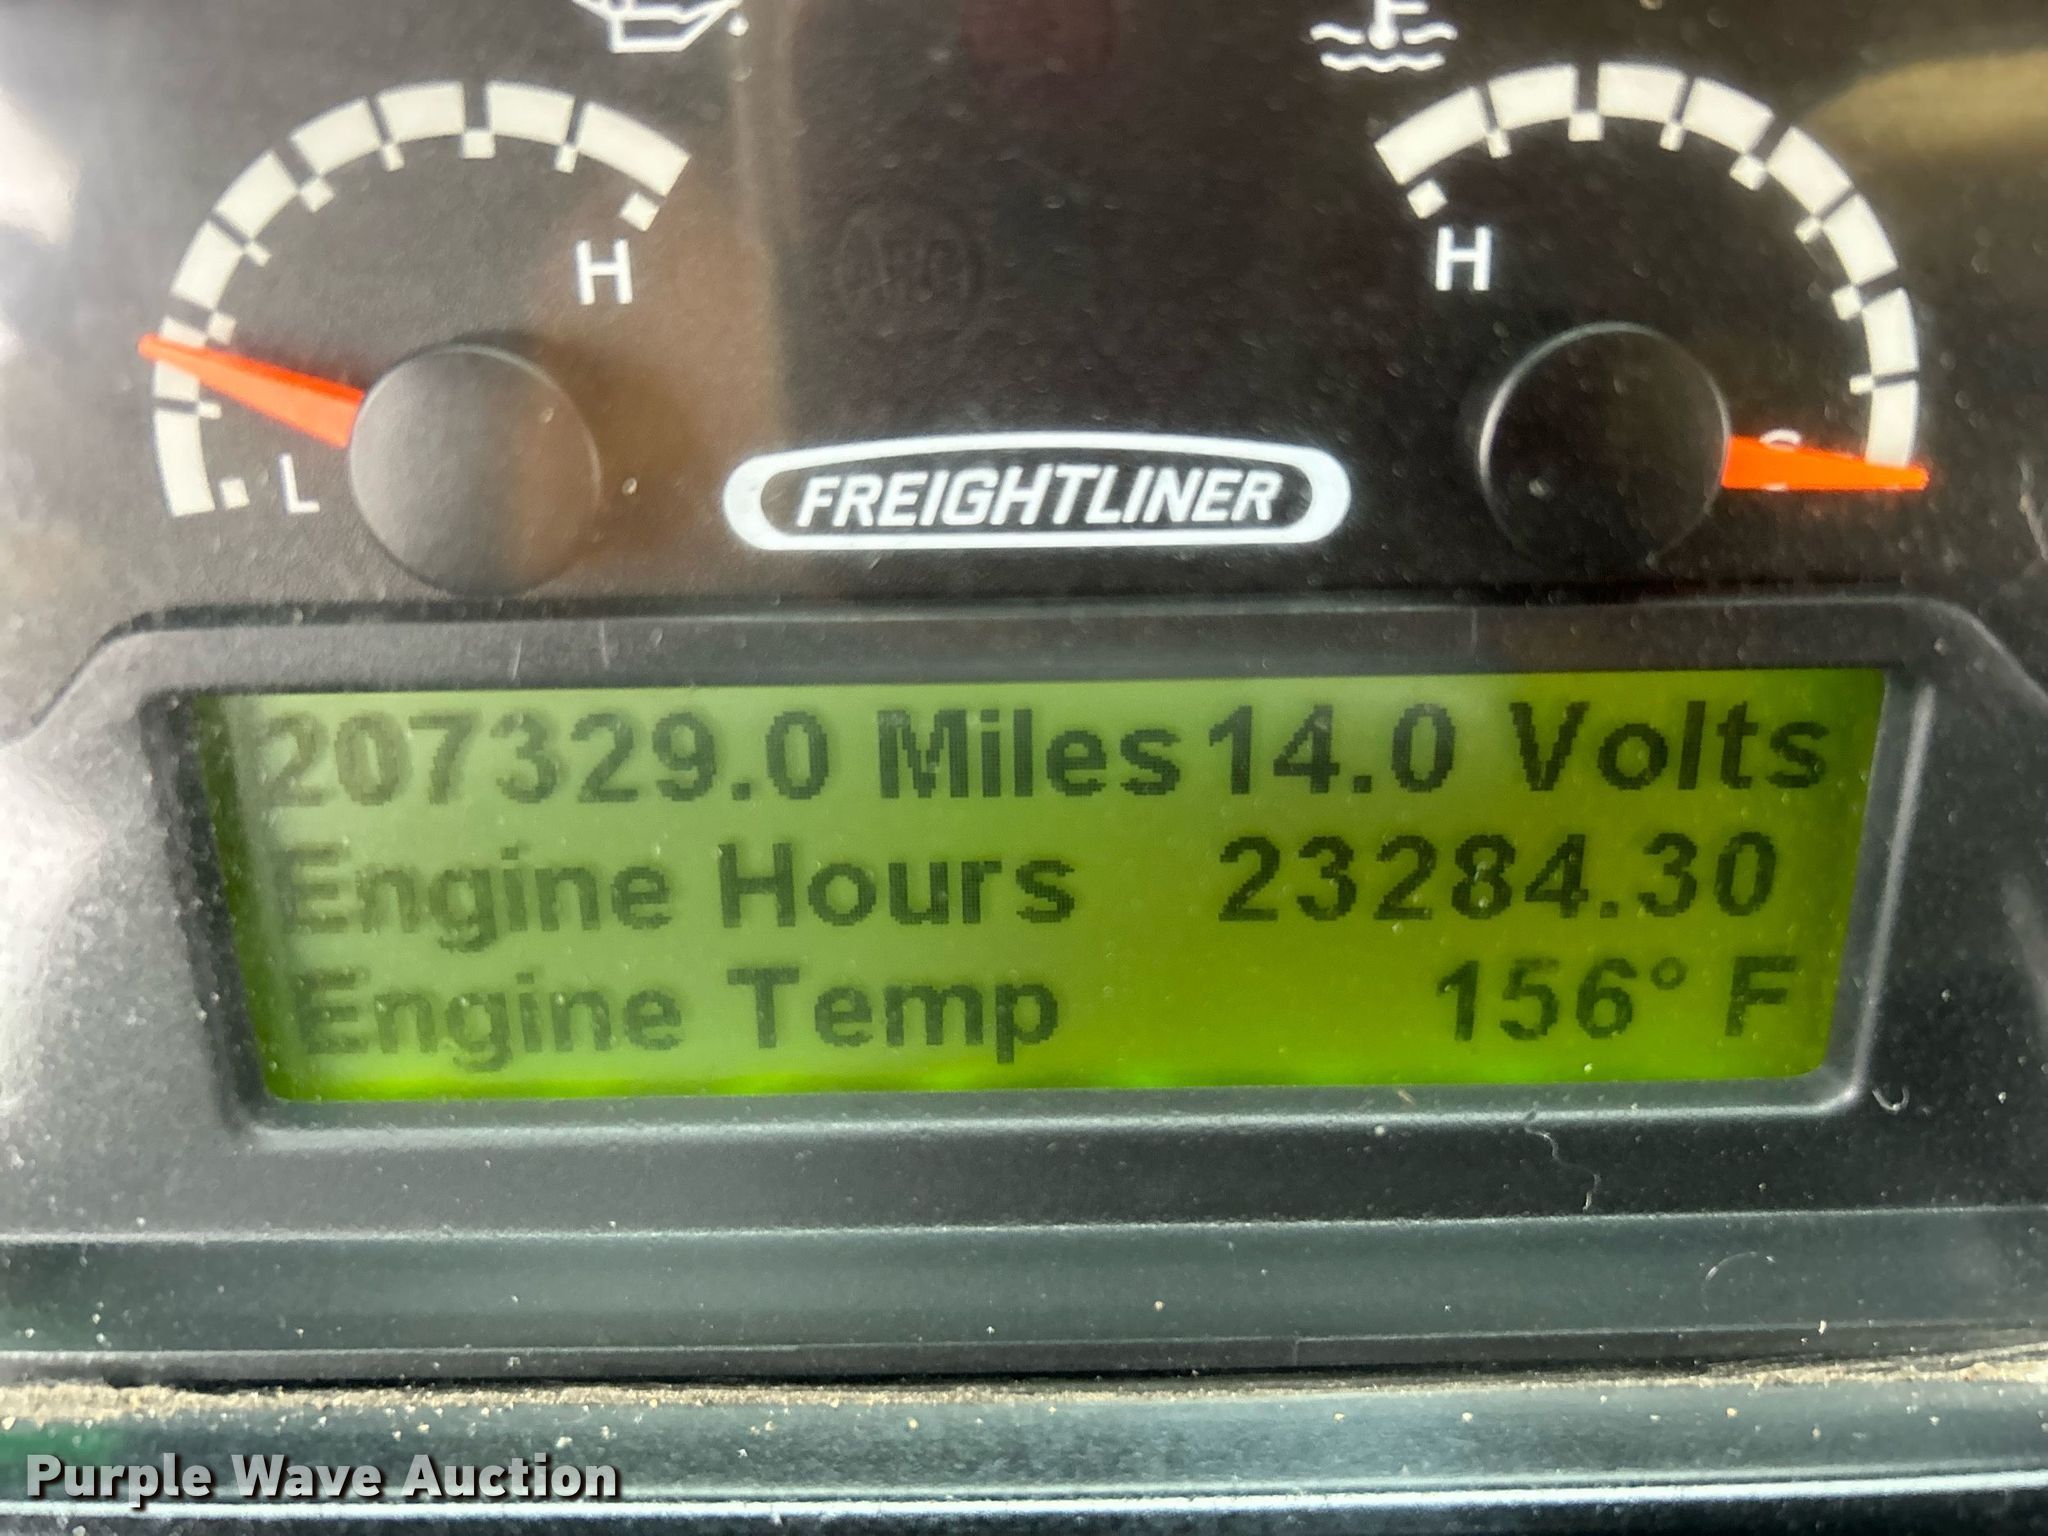 H
H
L
FREIGHTLINER
207329.0 Miles 14.0 Volts
Engine Hours 23284.30
Engine Temp 156° F
Purple Wave Auction